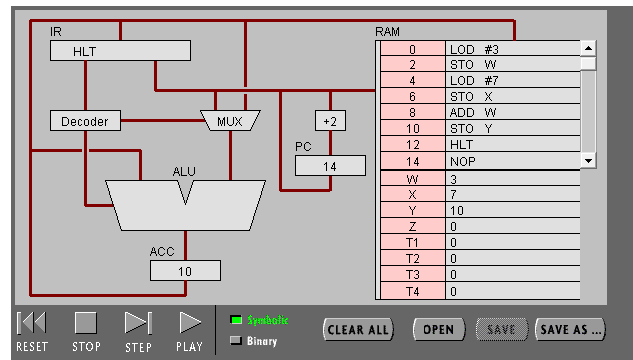 IR
RAM
HLT
0 LOD #3
2 STO W
4 LOD #7
6 STO X
8 ADD W
10 STO Y
12 HLT
14 NOP
Decoder
MUX
+2
PC
14
ALU
W 3
X 7
Y 10
Z 0
T1 0
T2 0
T3 0
T4 0
ACC
10
RESET
STOP
STEP
PLAY
Symbolic
Binary
CLEAR ALL
OPEN
SAVE
SAVE AS ...